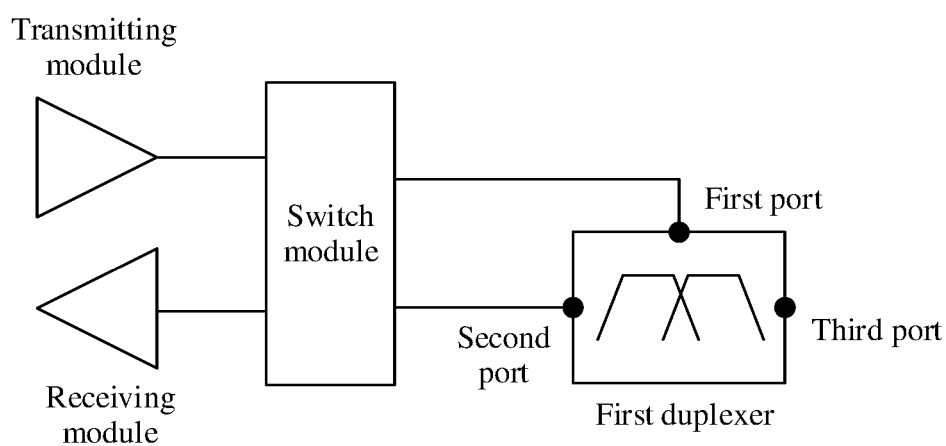 Transmitting
module
Switch
module
First port
Second
port
Third port
Receiving
module
First duplexer